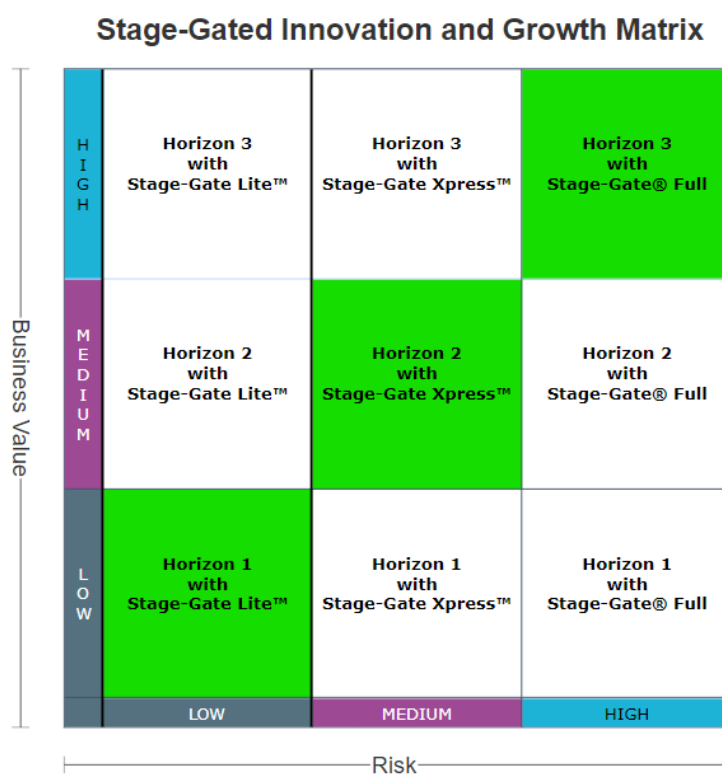 Stage-Gated Innovation and Growth Matrix
Business Value
HIGH
Horizon 3
with
Stage-Gate Lite™
Horizon 3
with
Stage-Gate Xpress™
Horizon 3
with
Stage-Gate® Full
MEDIUM
Horizon 2
with
Stage-Gate Lite™
Horizon 2
with
Stage-Gate Xpress™
Horizon 2
with
Stage-Gate® Full
LOW
Horizon 1
with
Stage-Gate Lite™
Horizon 1
with
Stage-Gate Xpress™
Horizon 1
with
Stage-Gate® Full
LOW
MEDIUM
HIGH
Risk